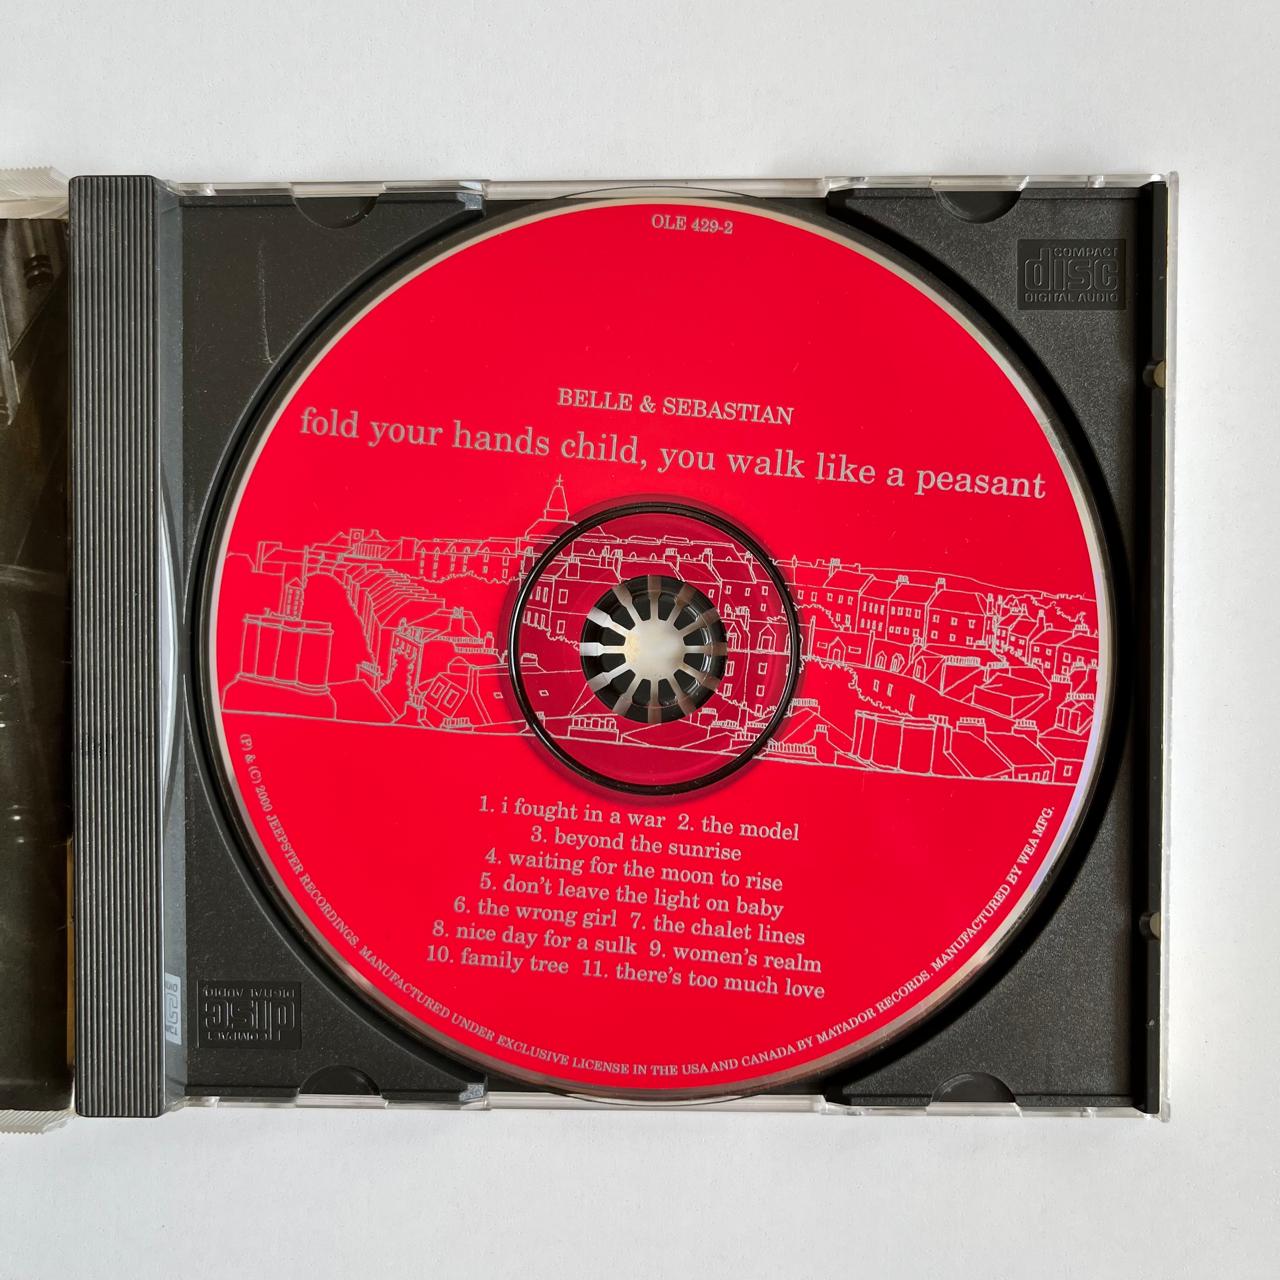 OLE 429-2
COMPACT
disc
DIGITAL AUDIO
BELLE & SEBASTIAN
fold your hands child, you walk like a peasant
1. i fought in a war 2. the model
3. beyond the sunrise
4. waiting for the moon to rise
5. don't leave the light on baby
6. the wrong girl 7. the chalet lines
8. nice day for a sulk 9. women's realm
10. family tree 11. there's too much love
(P) & (C) 2000 JEEPSTER RECORDINGS. MANUFACTURED UNDER EXCLUSIVE LICENSE IN THE USA AND CANADA BY MATADOR RECORDS. MANUFACTURED BY WEA MFG.
COMPACT
disc
DIGITAL AUDIO